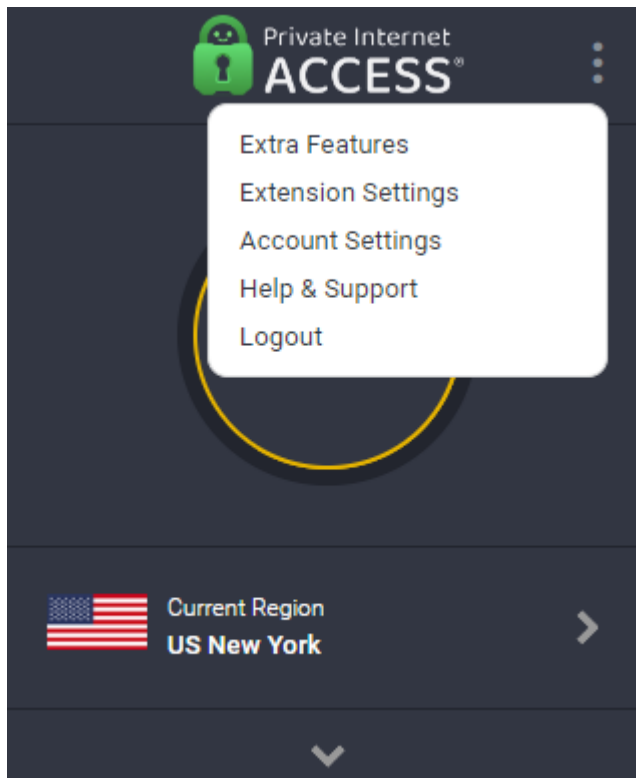 Private Internet
ACCESS®
Extra Features
Extension Settings
Account Settings
Help & Support
Logout
Current Region
US New York